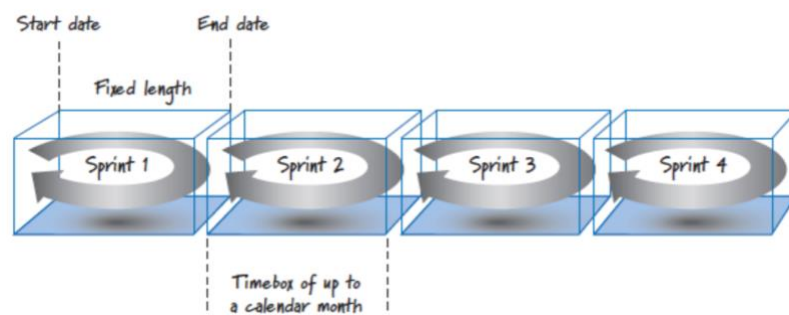 Start date
End date
Fixed length
Sprint 1
Sprint 2
Sprint 3
Sprint 4
Timebox of up to
a calendar month